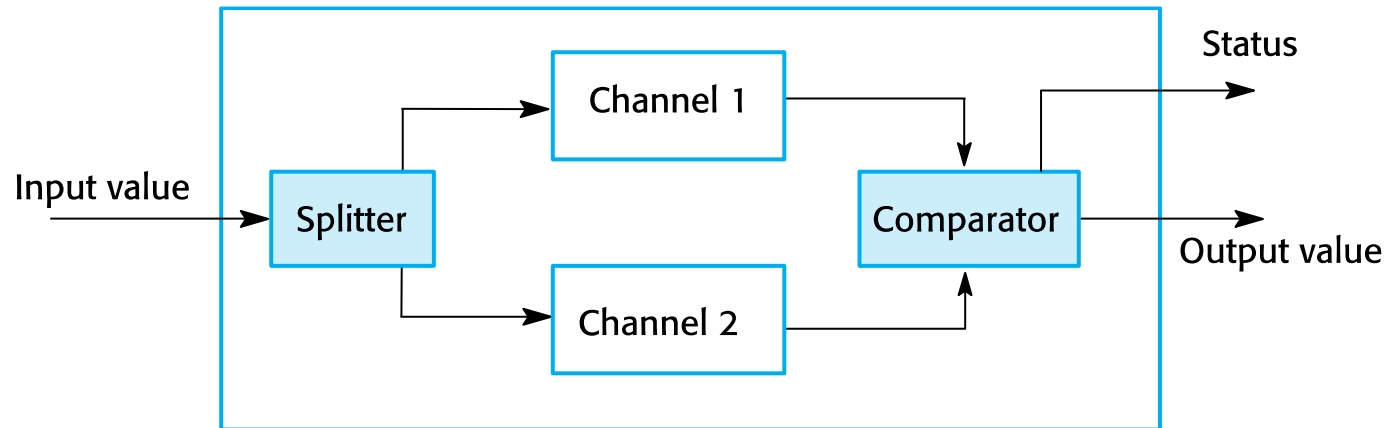 Status
Channel 1
Input value
Splitter
Comparator
Output value
Channel 2